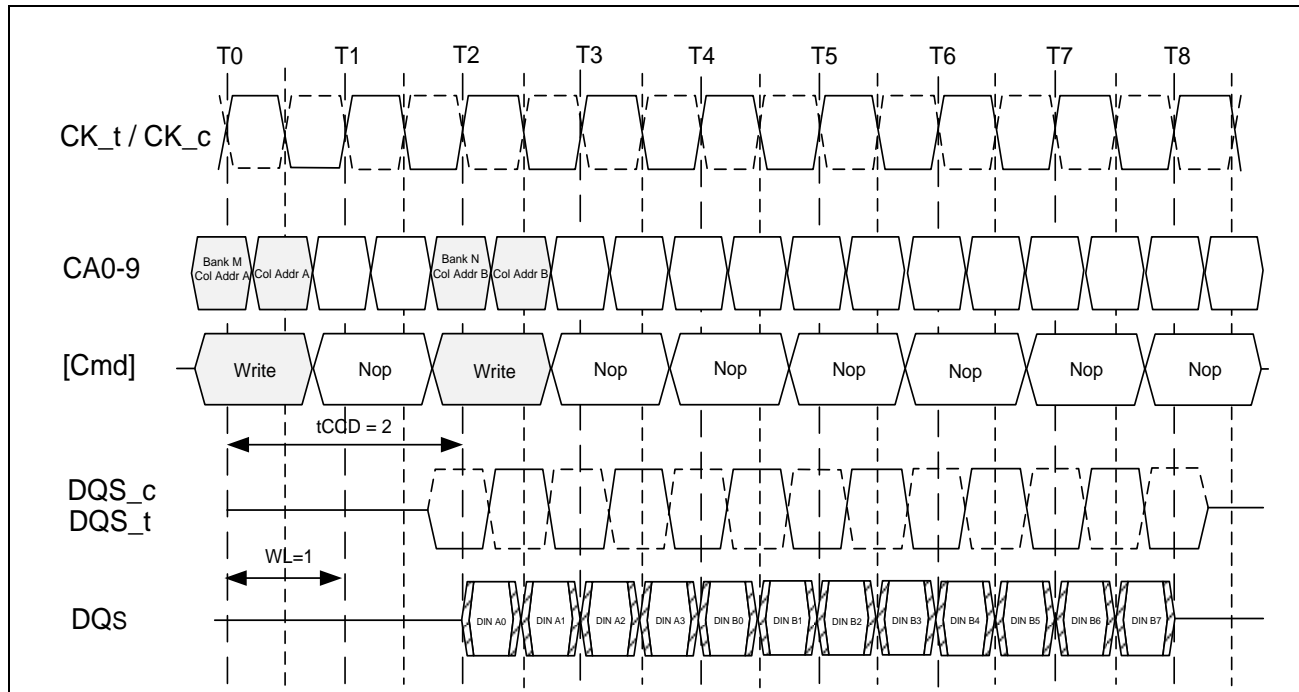 T0 T1 T2 T3 T4 T5 T6 T7 T8
CK_t / CK_c
CA0-9
Bank M
Col Addr A
Col Addr A
Bank N
Col Addr B
Col Addr B
[Cmd] Write Nop Write Nop Nop Nop Nop Nop Nop
tCCD = 2
DQS_c
DQS_t
WL=1
DQs DIN A0 DIN A1 DIN A2 DIN A3 DIN B0 DIN B1 DIN B2 DIN B3 DIN B4 DIN B5 DIN B6 DIN B7